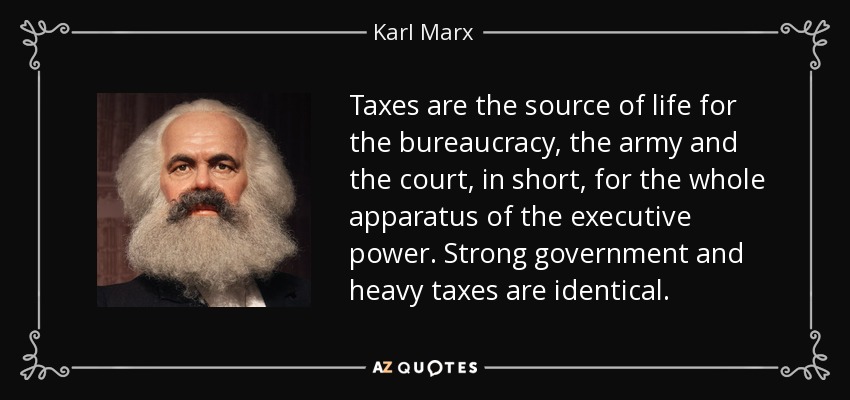 Karl Marx
Taxes are the source of life for
the bureaucracy, the army and
the court, in short, for the whole
apparatus of the executive
power. Strong government and
heavy taxes are identical.
AZ QUOTES